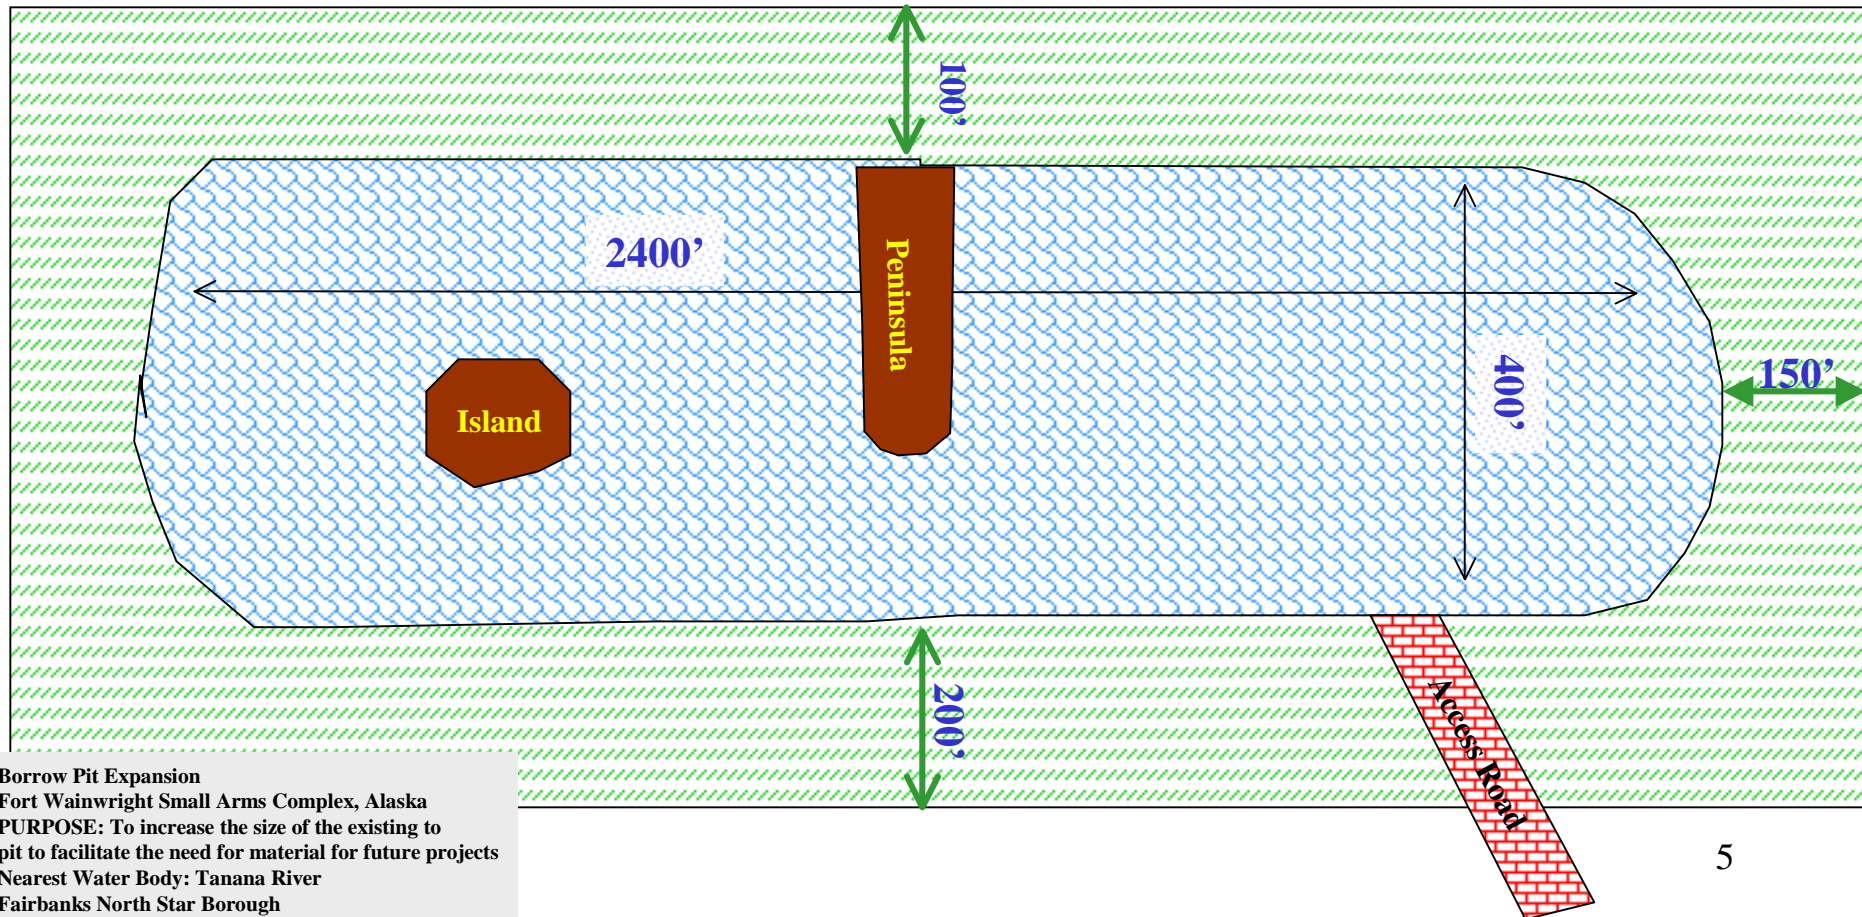 100’
2400’
Peninsula
400’
150’
Island
200’
Access Road
Borrow Pit Expansion
Fort Wainwright Small Arms Complex, Alaska
PURPOSE: To increase the size of the existing to
pit to facilitate the need for material for future projects
Nearest Water Body: Tanana River
Fairbanks North Star Borough
5